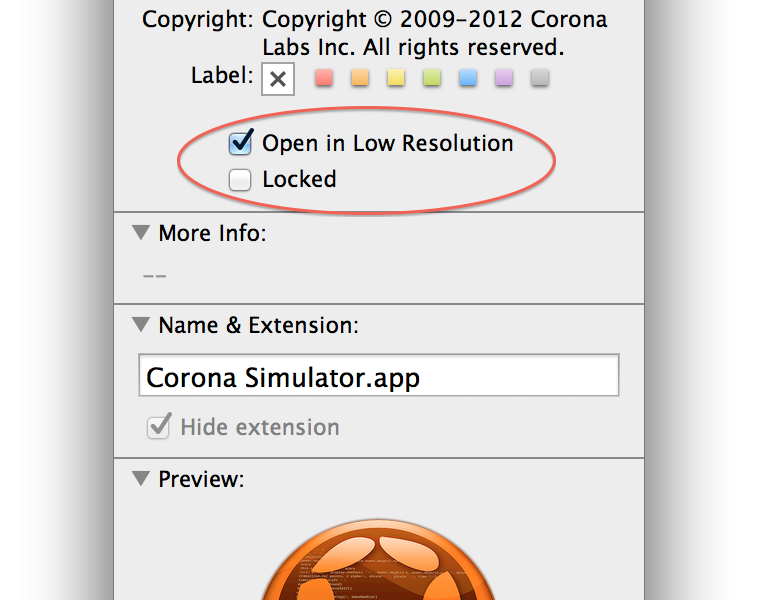 Copyright: Copyright © 2009–2012 Corona
Labs Inc. All rights reserved.
Label:
Open in Low Resolution
Locked
More Info:
--
Name & Extension:
Corona Simulator.app
Hide extension
Preview: